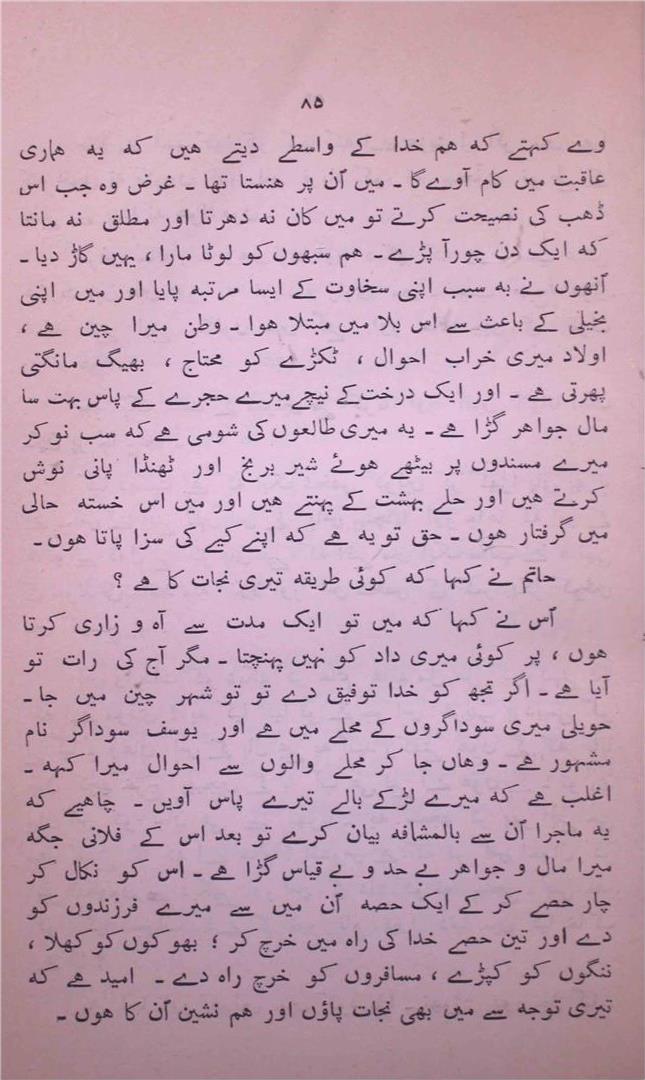 ۸۵
وے کہتے کہ ہم خدا کے واسطے دیتے ہیں کہ یہ ہماری
عاقبت میں کام آوے گا ۔ میں اُن پر ہنستا تھا ۔ غرض وہ جب اس
ڈھب کی نصیحت کرتے تو میں کان نہ دھرتا اور مطلق نہ مانتا
کہ ایک دن چور آ پڑے ۔ ہم سبھوں کو لوٹا مارا ، یہیں گاڑ دیا ۔
اُنھوں نے بہ سبب اپنی سخاوت کے ایسا مرتبہ پایا اور میں اپنی
بخیلی کے باعث سے اس بلا میں مبتلا ہوا ۔ وطن میرا چین ہے ،
اولاد میری خراب احوال ، ٹکڑے کو محتاج ، بھیگ مانگتی
پھرتی ہے ۔ اور ایک درخت کے نیچے میرے حجرے کے پاس بہت سا
مال جواہر گڑا ہے ۔ یہ میری طالعوں کی شومی ہے کہ سب نوکر
میرے مسندوں پر بیٹھے ہوئے شیر برنج اور ٹھنڈا پانی نوش
کرتے ہیں اور حلے بہشت کے پہنتے ہیں اور میں اس خستہ حالی
میں گرفتار ہوں ۔ حق تو یہ ہے کہ اپنے کیے کی سزا پاتا ہوں ۔
حاتم نے کہا کہ کوئی طریقہ تیری نجات کا ہے ؟
اُس نے کہا کہ میں تو ایک مدت سے آہ و زاری کرتا
ہوں ، پر کوئی میری داد کو نہیں پہنچتا ۔ مگر آج کی رات تو
آیا ہے ۔ اگر تجھ کو خدا توفیق دے تو تو شہر چین میں جا ۔
حویلی میری سوداگروں کے محلے میں ہے اور یوسف سوداگر نام
مشہور ہے ۔ وہاں جا کر محلے والوں سے احوال میرا کہہ ۔
اغلب ہے کہ میرے لڑکے بالے تیرے پاس آویں ۔ چاہیے کہ
یہ ماجرا اُن سے بالمشافہ بیان کرے تو بعد اس کے فلانی جگہ
میرا مال و جواہر بے حد و بے قیاس گڑا ہے ۔ اس کو نکال کر
چار حصے کر کے ایک حصہ اُن میں سے میرے فرزندوں کو
دے اور تین حصے خدا کی راہ میں خرچ کر ؛ بھوکوں کو کھلا ،
ننگوں کو کپڑے ، مسافروں کو خرچ راہ دے ۔ امید ہے کہ
تیری توجہ سے میں بھی نجات پاؤں اور ہم نشین اُن کا ہوں ۔